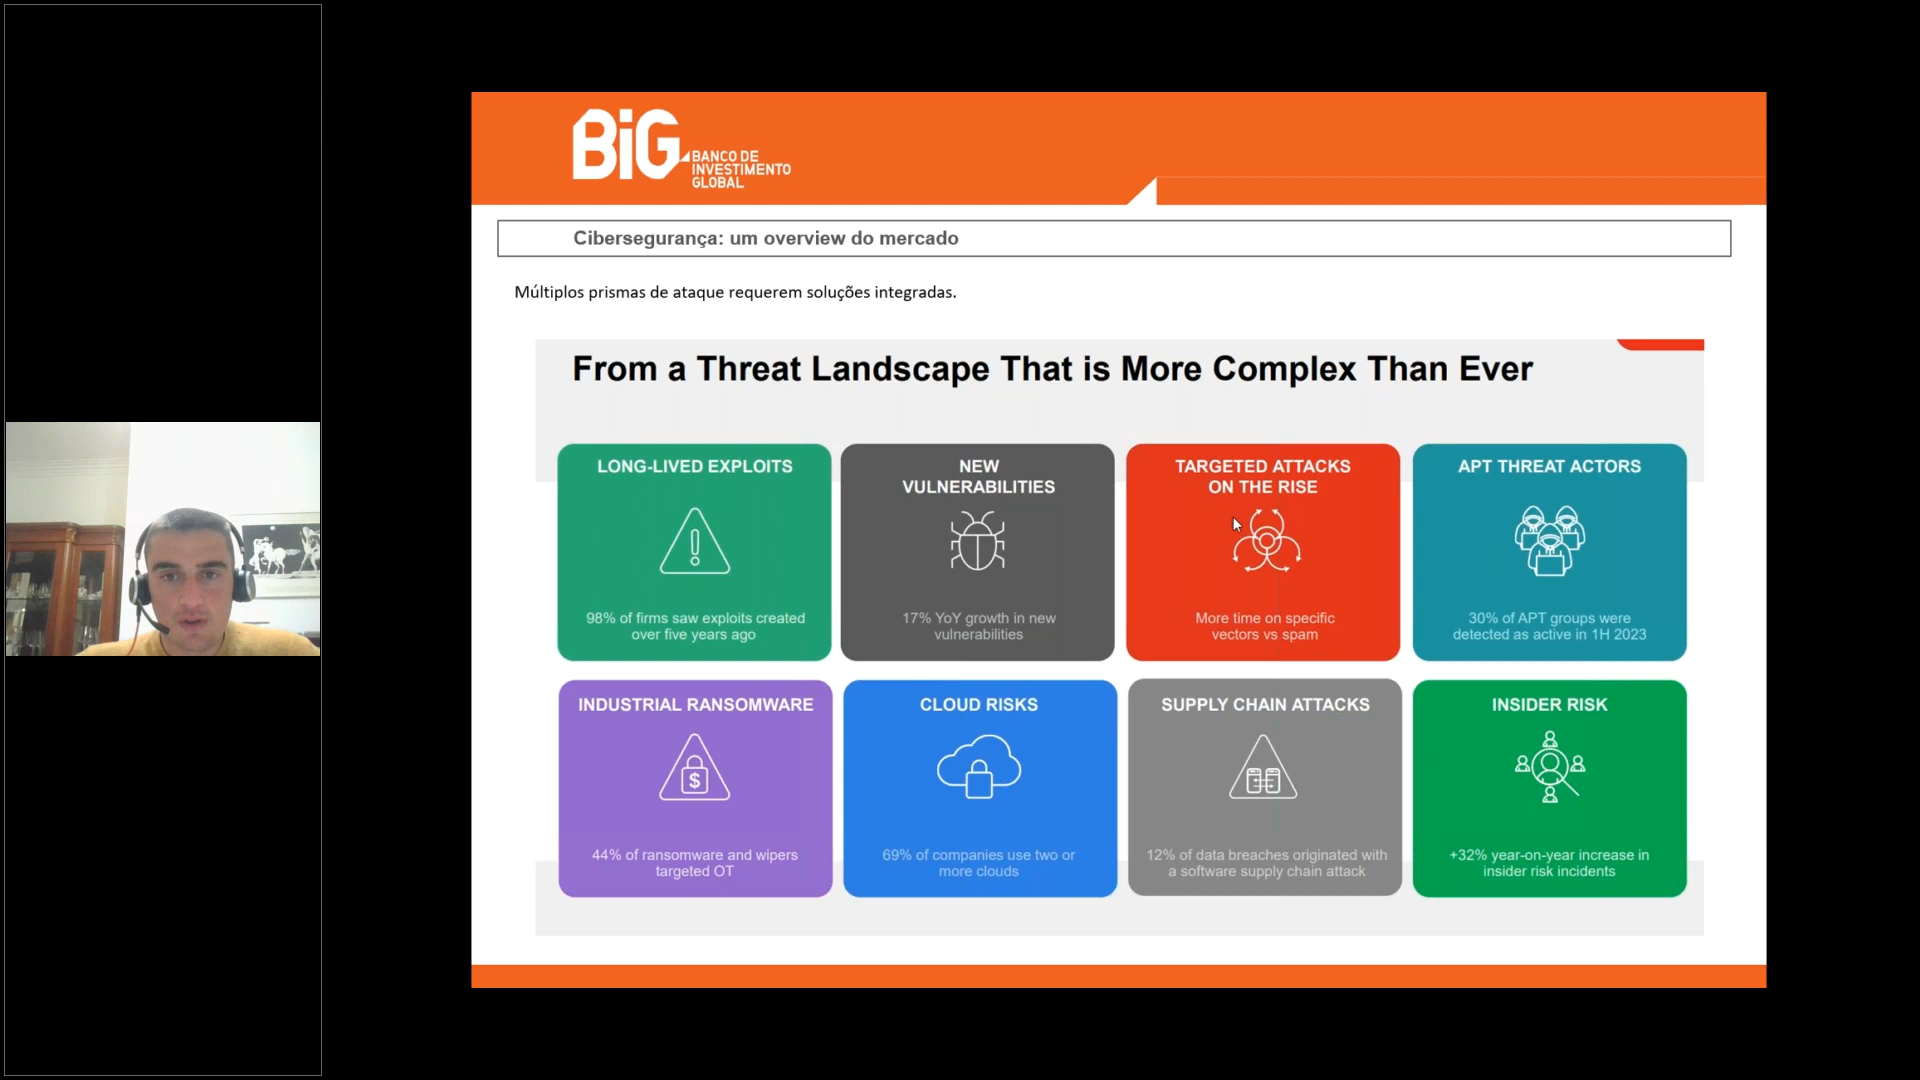 BiG
BANCO DE
INVESTIMENTO
GLOBAL
Cibersegurança: um overview do mercado
Múltiplos prismas de ataque requerem soluções integradas.
From a Threat Landscape That is More Complex Than Ever
LONG-LIVED EXPLOITS
98% of firms saw exploits created
over five years ago
NEW
VULNERABILITIES
17% YoY growth in new
vulnerabilities
TARGETED ATTACKS
ON THE RISE
More time on specific
vectors vs spam
APT THREAT ACTORS
30% of APT groups were
detected as active in 1H 2023
INDUSTRIAL RANSOMWARE
$
44% of ransomware and wipers
targeted OT
CLOUD RISKS
69% of companies use two or
more clouds
SUPPLY CHAIN ATTACKS
12% of data breaches originated with
a software supply chain attack
INSIDER RISK
+32% year-on-year increase in
insider risk incidents